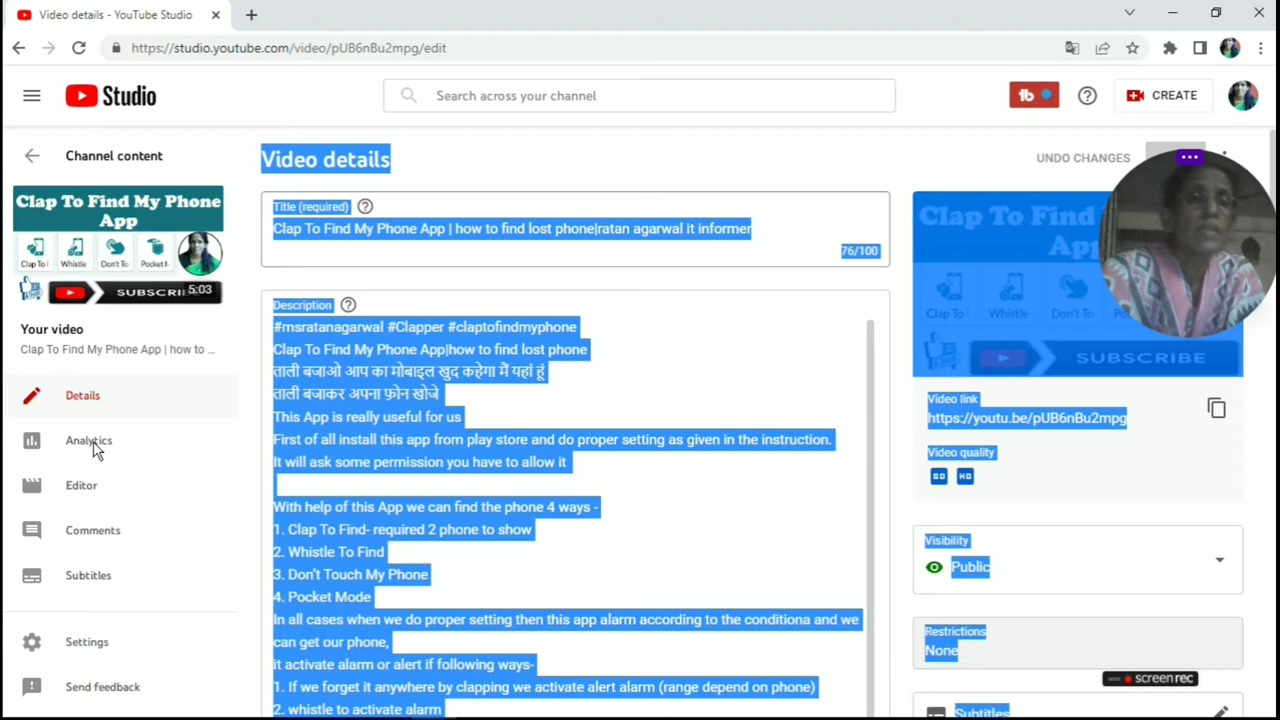 Video details - YouTube Studio
https://studio.youtube.com/video/pUB6nBu2mpg/edit
Studio
Search across your channel
tb
CREATE
Channel content
Clap To Find My Phone
App
Clap To
Whistle
Don't To
Pocket
SUBSCRI
5:03
Your video
Clap To Find My Phone App | how to ...
Details
Analytics
Editor
Comments
Subtitles
Settings
Send feedback
Video details
UNDO CHANGES
Title (required)
Clap To Find My Phone App | how to find lost phone|ratan agarwal it informer
76/100
Description
#msratanagarwal #Clapper #claptofindmyphone
Clap To Find My Phone App|how to find lost phone
ताली बजाओ आप का मोबाइल खुद कहेगा मैं यहां हूं
ताली बजाकर अपना फ़ोन खोजे
This App is really useful for us
First of all install this app from play store and do proper setting as given in the instruction.
It will ask some permission you have to allow it
With help of this App we can find the phone 4 ways -
1. Clap To Find- required 2 phone to show
2. Whistle To Find
3. Don't Touch My Phone
4. Pocket Mode
In all cases when we do proper setting then this app alarm according to the conditiona and we
can get our phone,
it activate alarm or alert if following ways-
1. If we forget it anywhere by clapping we activate alert alarm (range depend on phone)
2. whistle to activate alarm
Clap To Find
App
Clap To
Whistle
Don't To
SUBSCRIBE
Video link
https://youtu.be/pUB6nBu2mpg
Video quality
SD HD
Visibility
Public
Restrictions
None
screen rec
Subtitles